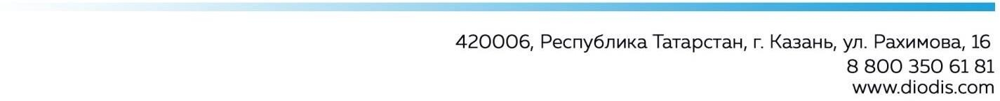 420006, Республика Татарстан, г. Казань, ул. Рахимова, 16
8 800 350 61 81
www.diodis.com